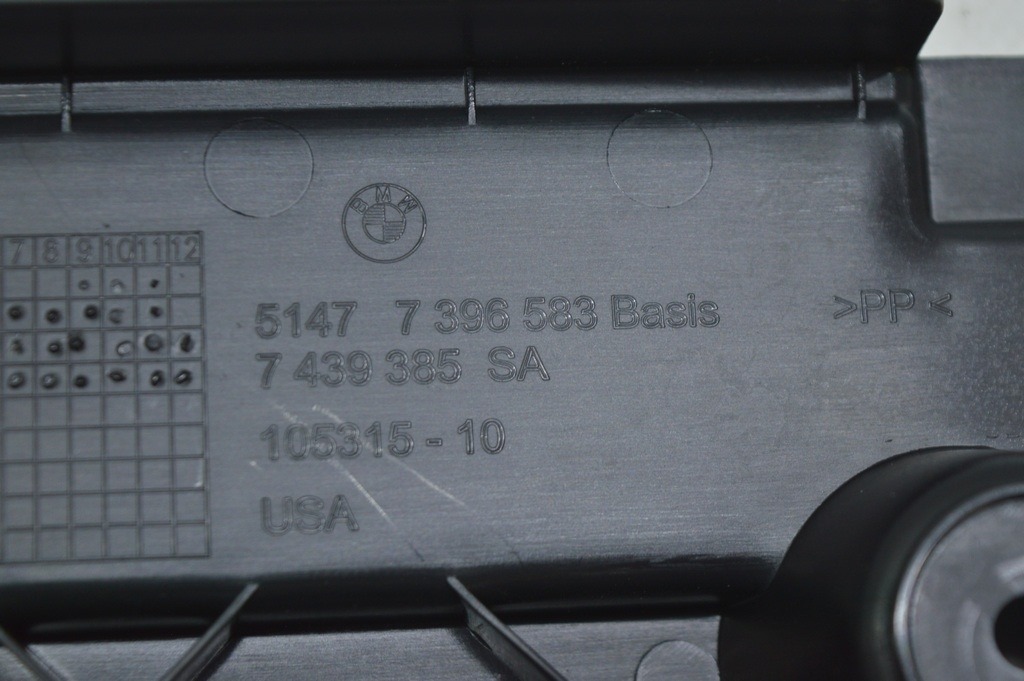 BMW
7 8 9 10 11 12
5147 7 396 583 Basis
>PP<
7 439 385 SA
105315-10
USA